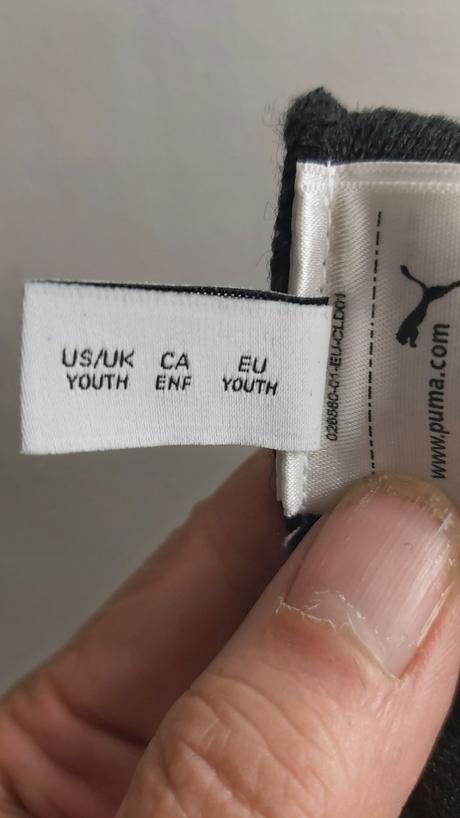 US/UK CA EU
YOUTH ENF YOUTH
026580-01-EU-CLD01
www.puma.com